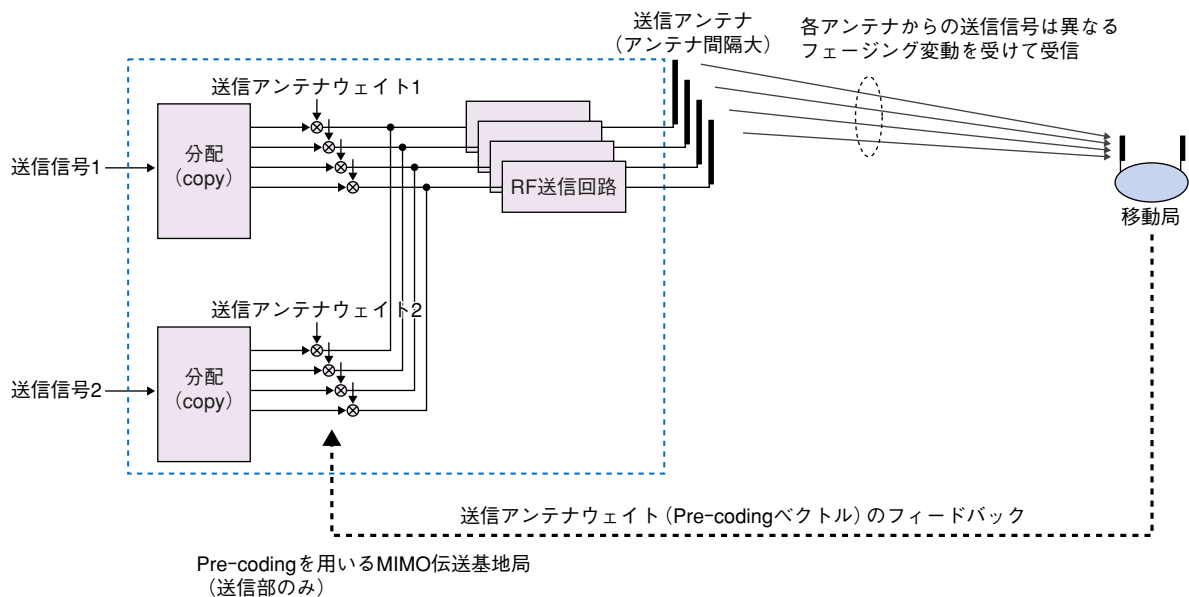 送信アンテナ
（アンテナ間隔大）
各アンテナからの送信信号は異なる
フェージング変動を受けて受信
送信アンテナウェイト1
送信信号1
分配
（copy）
RF送信回路
移動局
送信アンテナウェイト2
送信信号2
分配
（copy）
送信アンテナウェイト（Pre-codingベクトル）のフィードバック
Pre-codingを用いるMIMO伝送基地局
（送信部のみ）